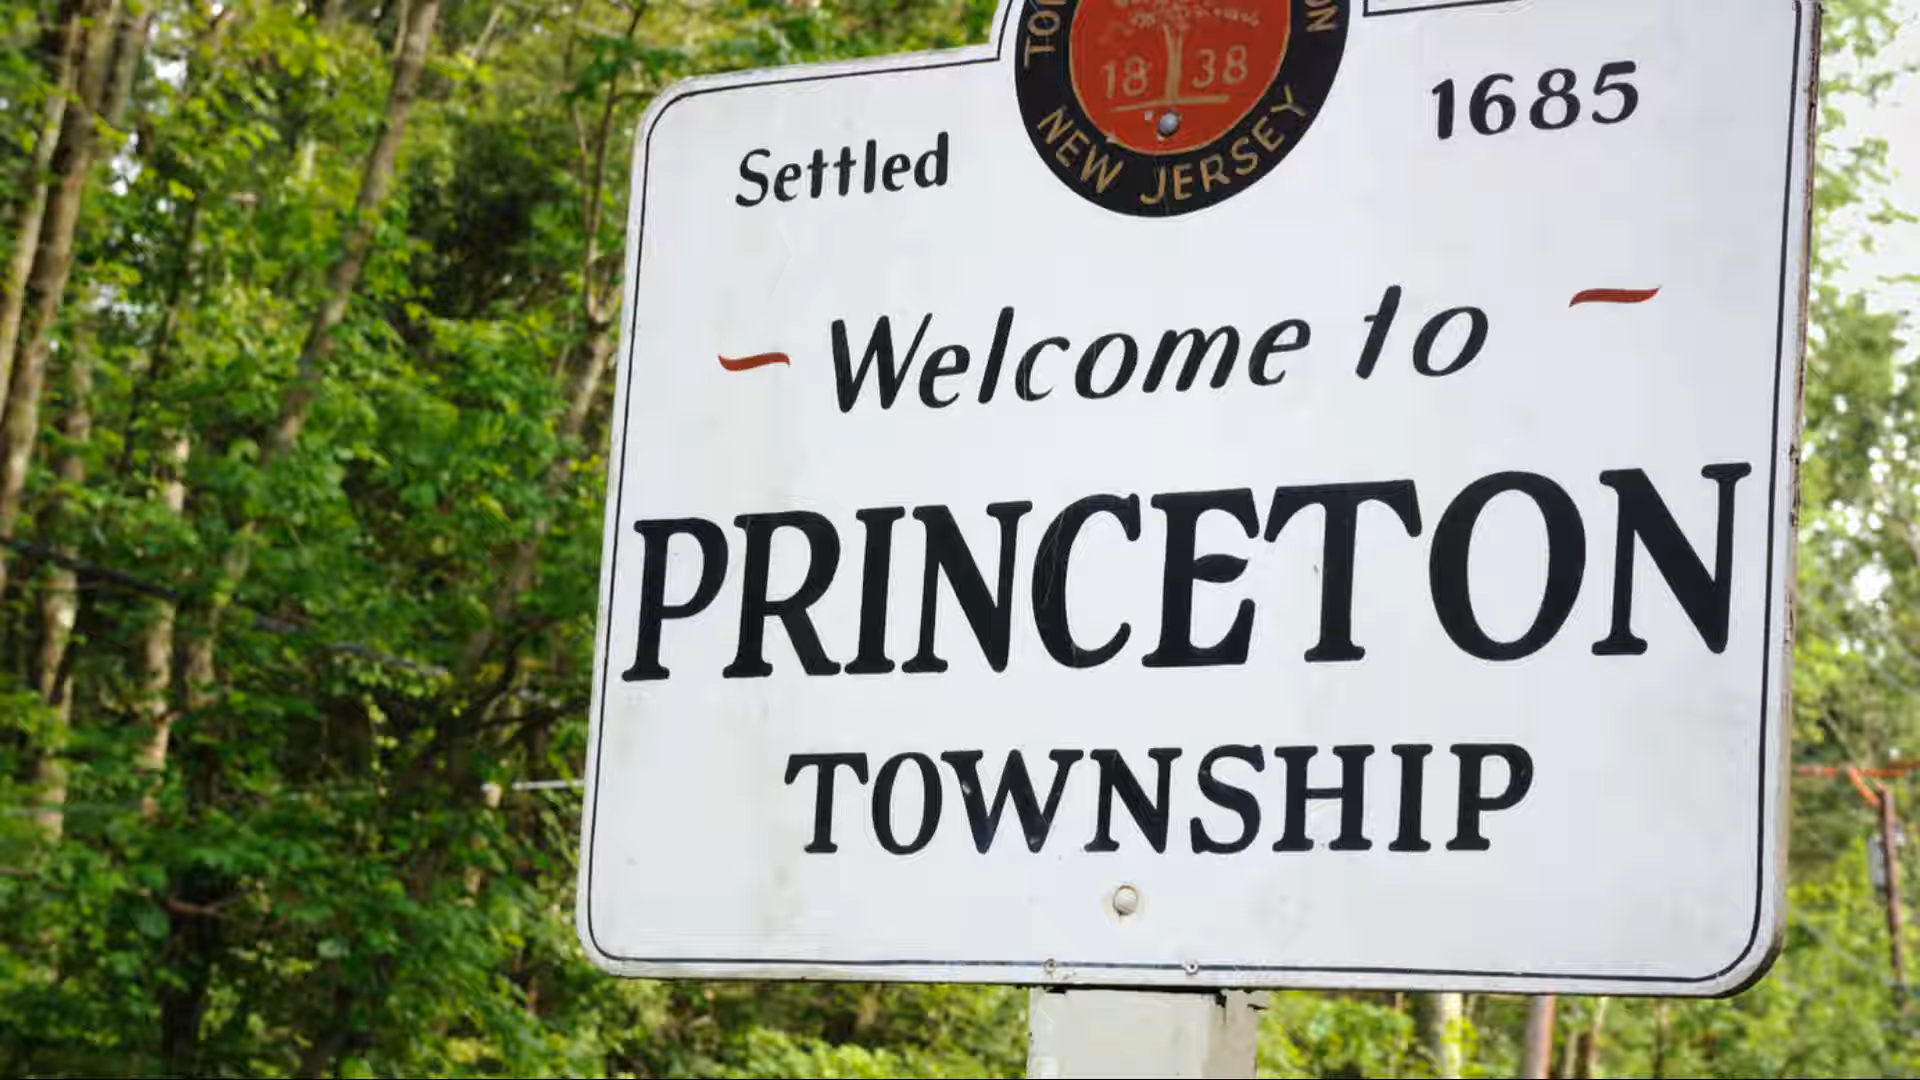 18 38
NEW JERSEY
Settled 1685
Welcome to
PRINCETON
TOWNSHIP